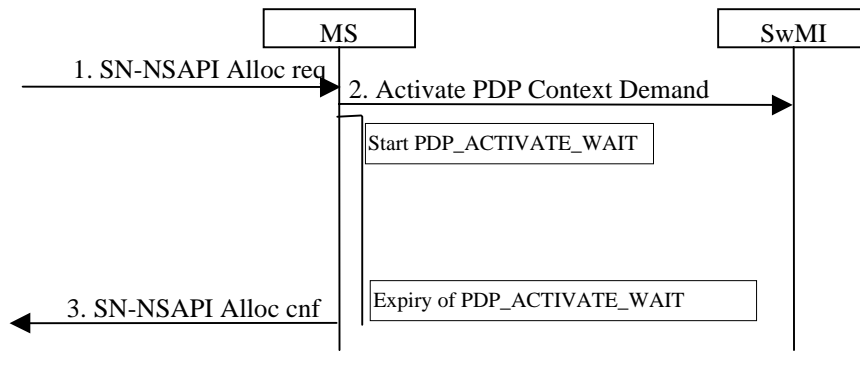 MS
SwMI
1. SN-NSAPI Alloc req
2. Activate PDP Context Demand
Start PDP_ACTIVATE_WAIT
Expiry of PDP_ACTIVATE_WAIT
3. SN-NSAPI Alloc cnf